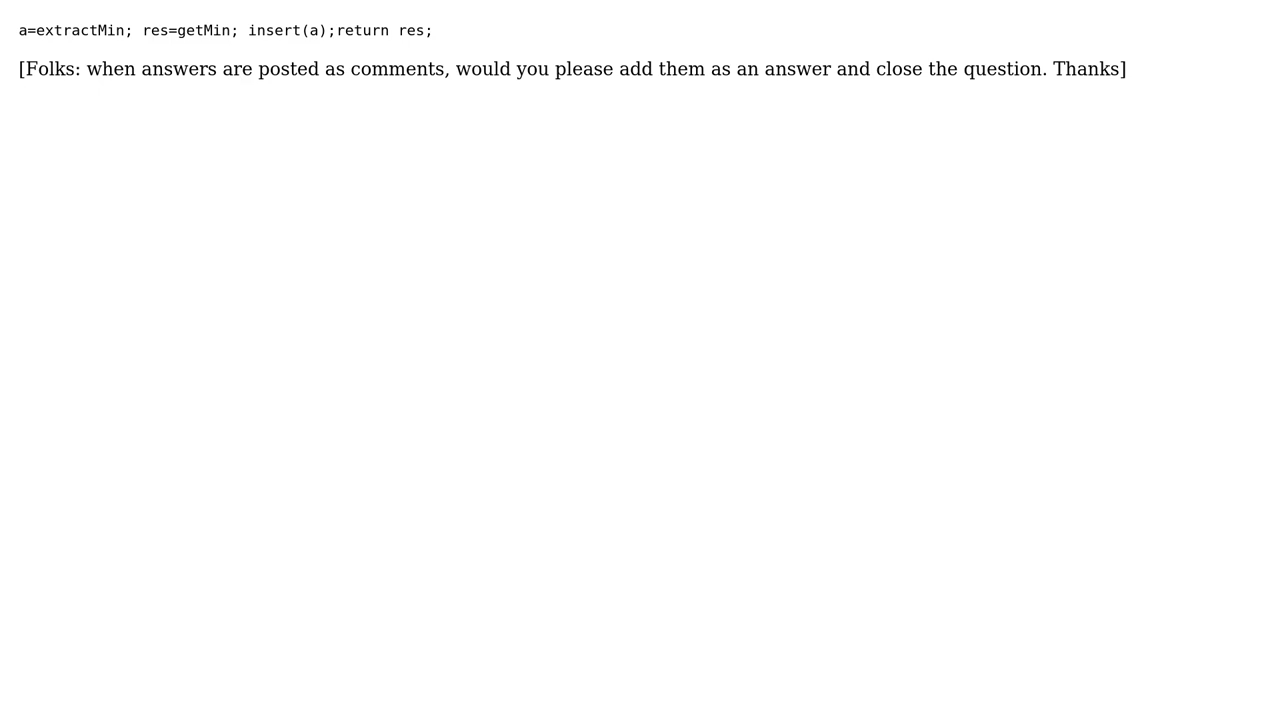 a=extractMin; res=getMin; insert(a);return res;
[Folks: when answers are posted as comments, would you please add them as an answer and close the question. Thanks]